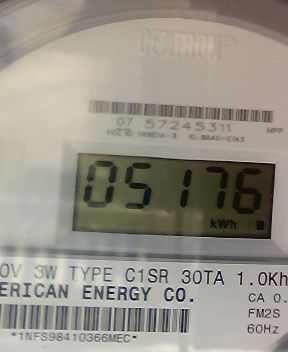 CENTRON®
07 57245311
HPP
05176
kWh
0V 3W TYPE C1SR 30TA 1.0Kh
ERICAN ENERGY CO.
CA 0.
FM2S
60Hz
*1NFS98410366MEC*